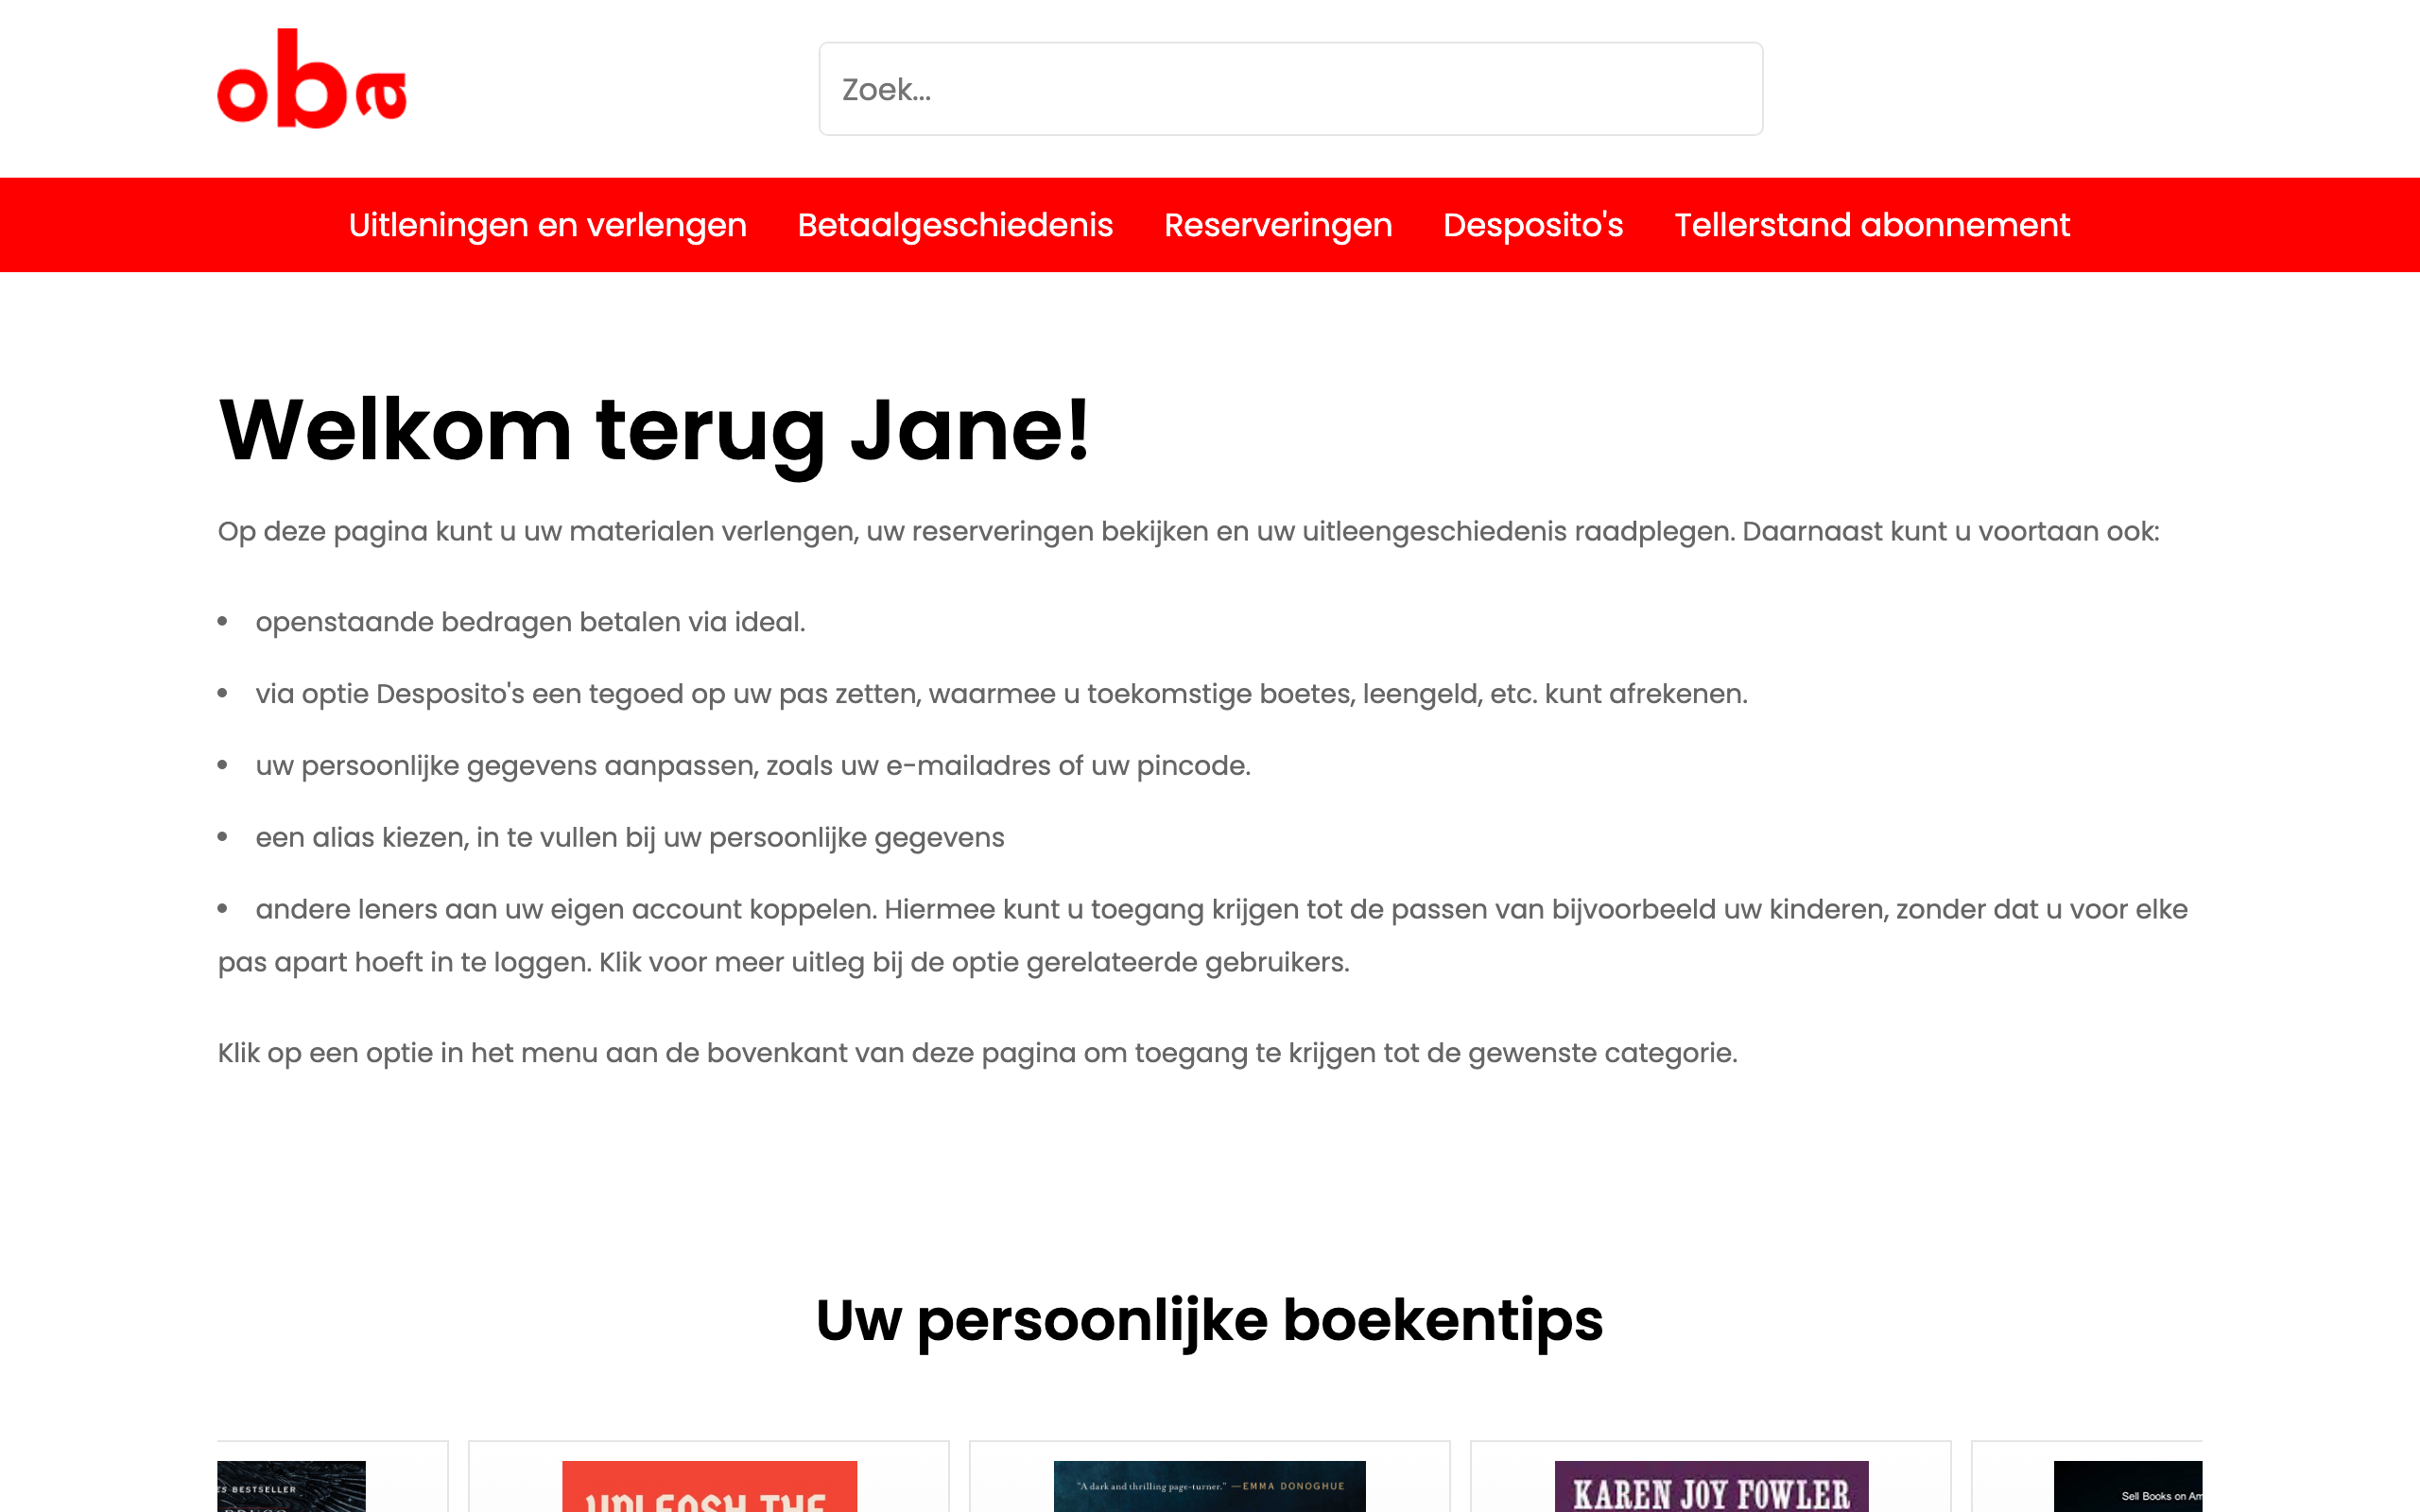 oba
Zoek...
Uitleningen en verlengen Betaalgeschiedenis Reserveringen Desposito's Tellerstand abonnement
Welkom terug Jane!
Op deze pagina kunt u uw materialen verlengen, uw reserveringen bekijken en uw uitleengeschiedenis raadplegen. Daarnaast kunt u voortaan ook:
• openstaande bedragen betalen via ideal.
• via optie Desposito's een tegoed op uw pas zetten, waarmee u toekomstige boetes, leengeld, etc. kunt afrekenen.
• uw persoonlijke gegevens aanpassen, zoals uw e-mailadres of uw pincode.
• een alias kiezen, in te vullen bij uw persoonlijke gegevens
• andere leners aan uw eigen account koppelen. Hiermee kunt u toegang krijgen tot de passen van bijvoorbeeld uw kinderen, zonder dat u voor elke
pas apart hoeft in te loggen. Klik voor meer uitleg bij de optie gerelateerde gebruikers.
Klik op een optie in het menu aan de bovenkant van deze pagina om toegang te krijgen tot de gewenste categorie.
Uw persoonlijke boekentips
ES BESTSELLER
UNLEASH THE
"A dark and thrilling page-turner." —EMMA DONOGHUE
KAREN JOY FOWLER
Sell Books on Am